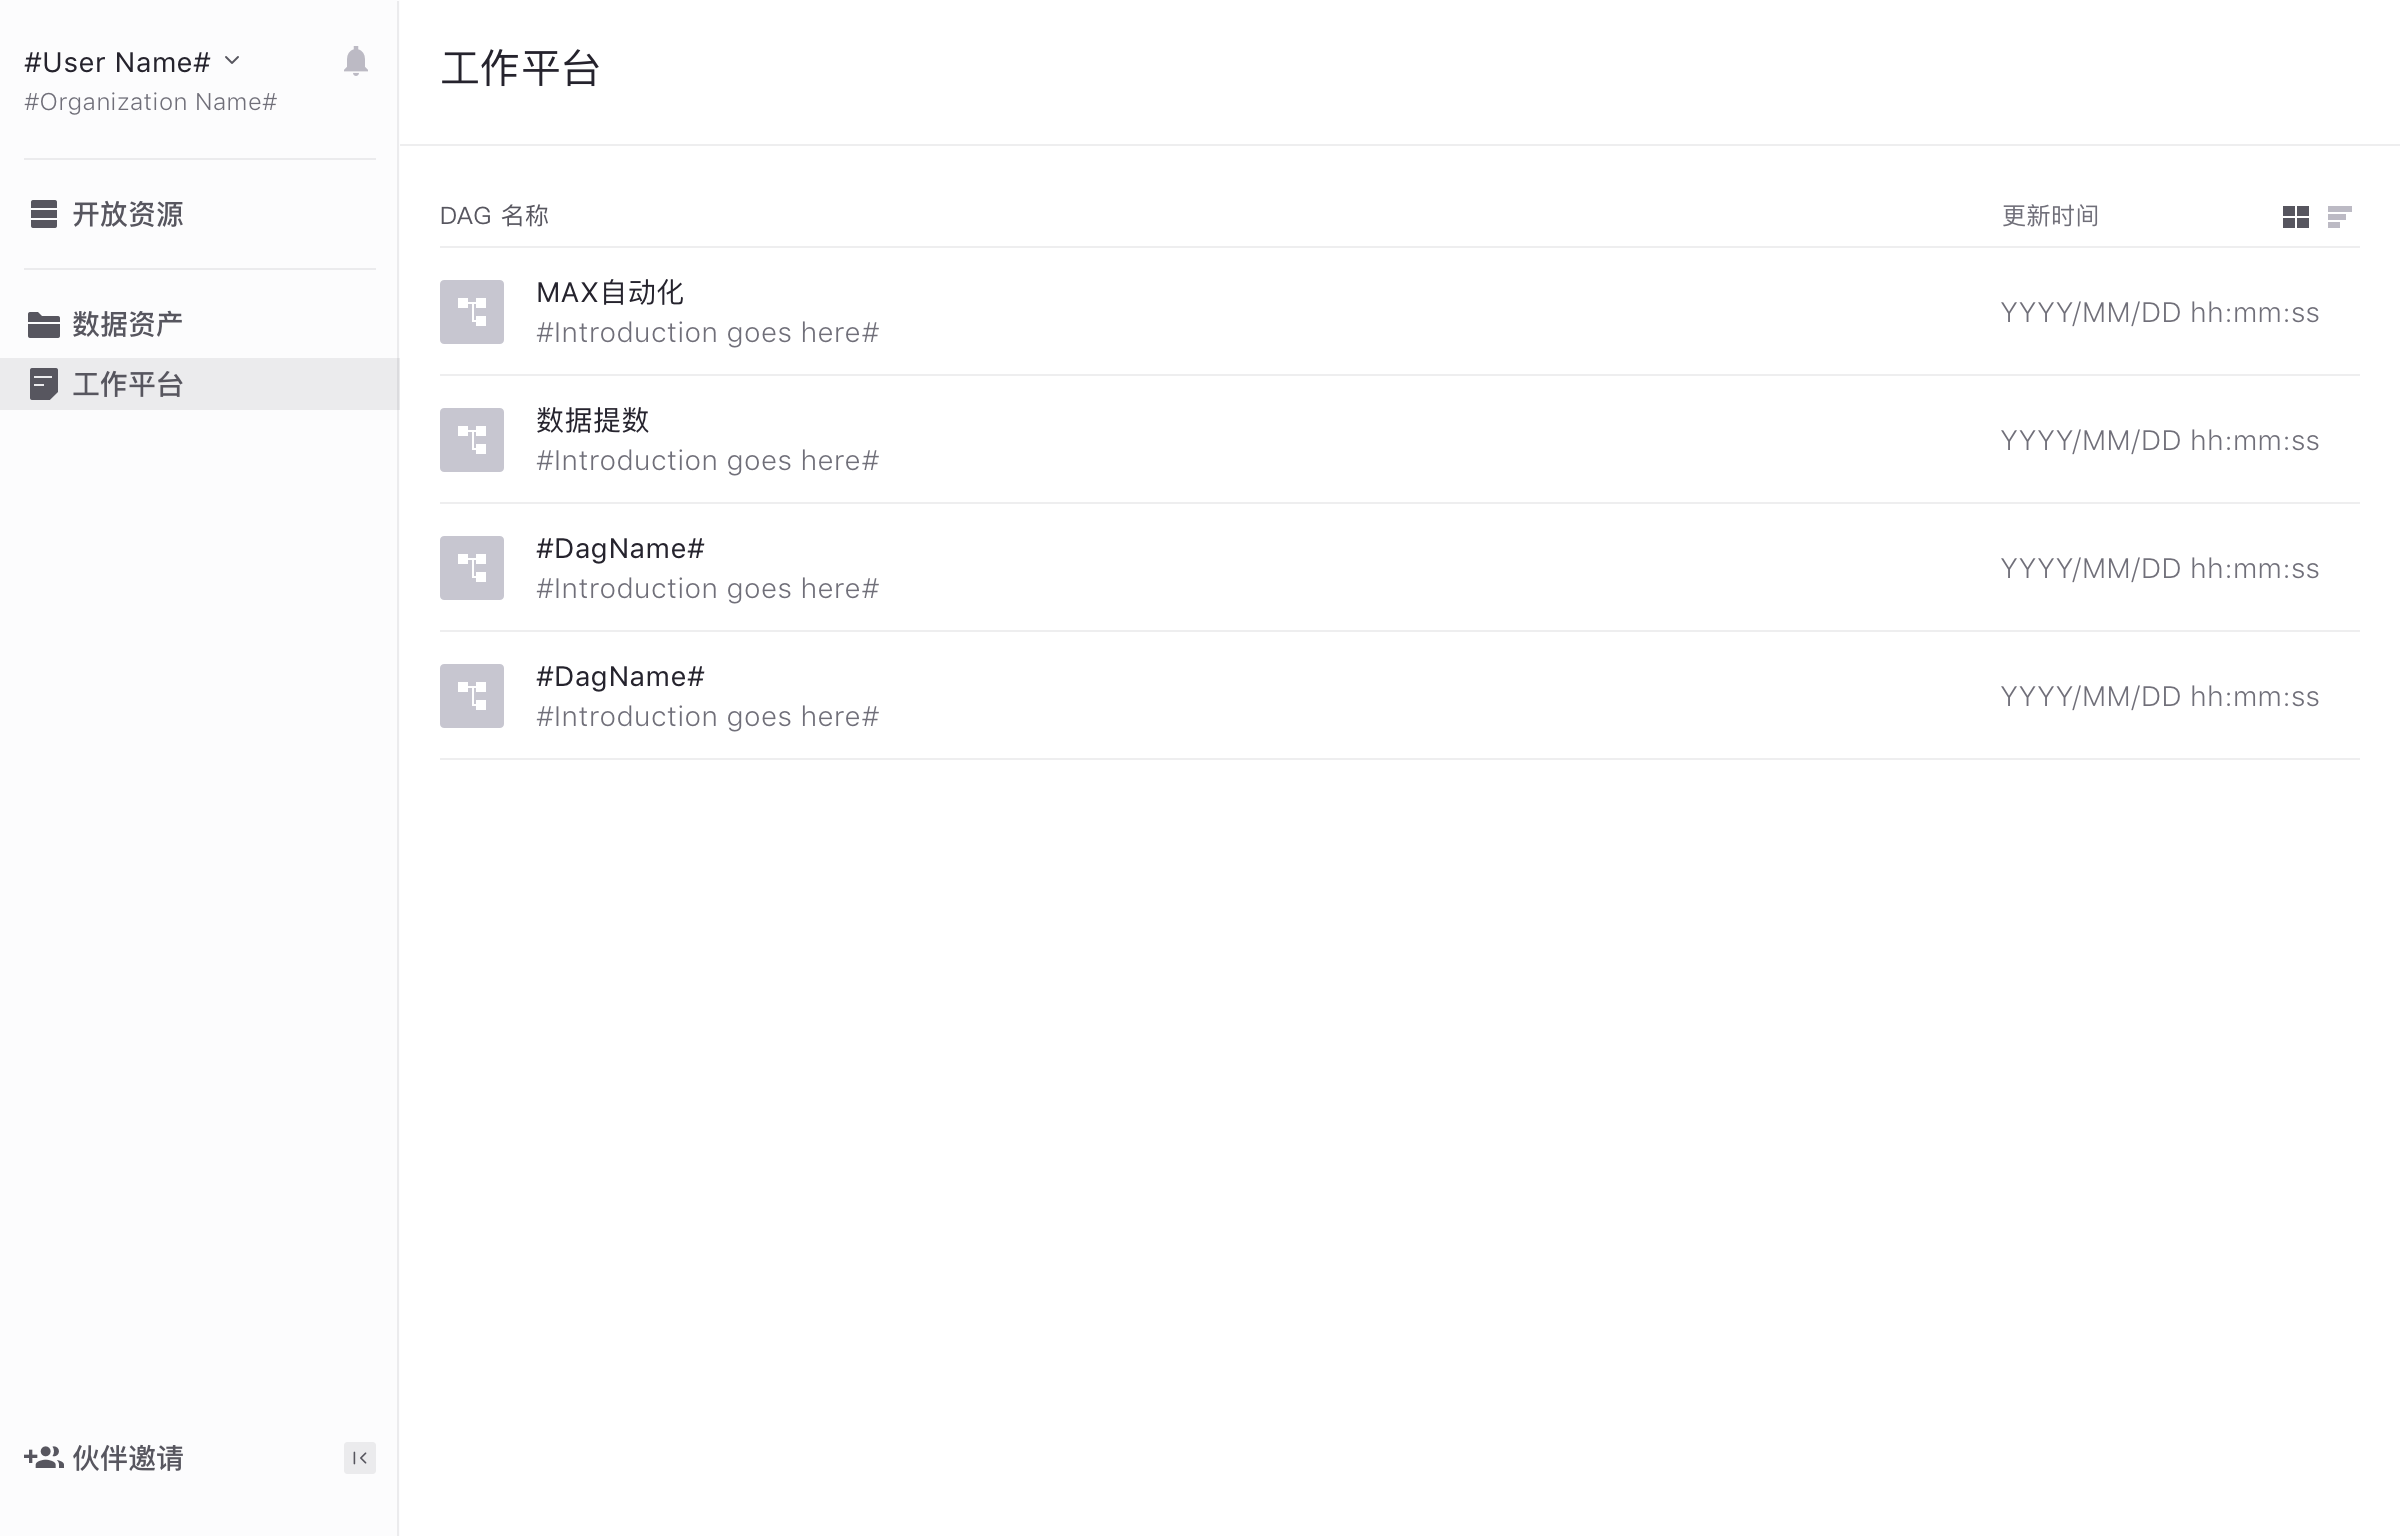 #User Name#
#Organization Name#
开放资源
数据资产
工作平台
伙伴邀请
工作平台
DAG 名称 更新时间
MAX自动化
#Introduction goes here#
YYYY/MM/DD hh:mm:ss
数据提数
#Introduction goes here#
YYYY/MM/DD hh:mm:ss
#DagName#
#Introduction goes here#
YYYY/MM/DD hh:mm:ss
#DagName#
#Introduction goes here#
YYYY/MM/DD hh:mm:ss